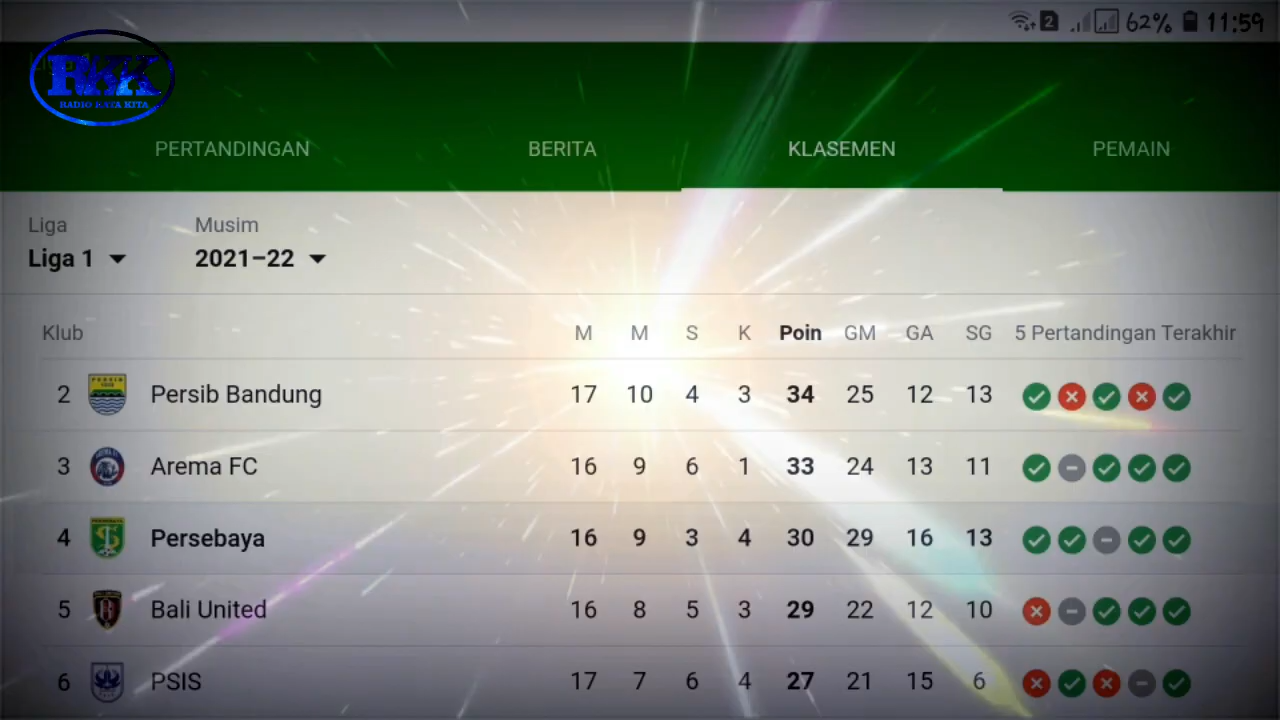 2 62% 11:59
RKK
RADIO KATA KITA
PERTANDINGAN BERITA KLASEMEN PEMAIN
Liga Musim
Liga 1 2021–22
Klub M M S K Poin GM GA SG 5 Pertandingan Terakhir
2 Persib Bandung 17 10 4 3 34 25 12 13
3 Arema FC 16 9 6 1 33 24 13 11
4 Persebaya 16 9 3 4 30 29 16 13
5 Bali United 16 8 5 3 29 22 12 10
6 PSIS 17 7 6 4 27 21 15 6